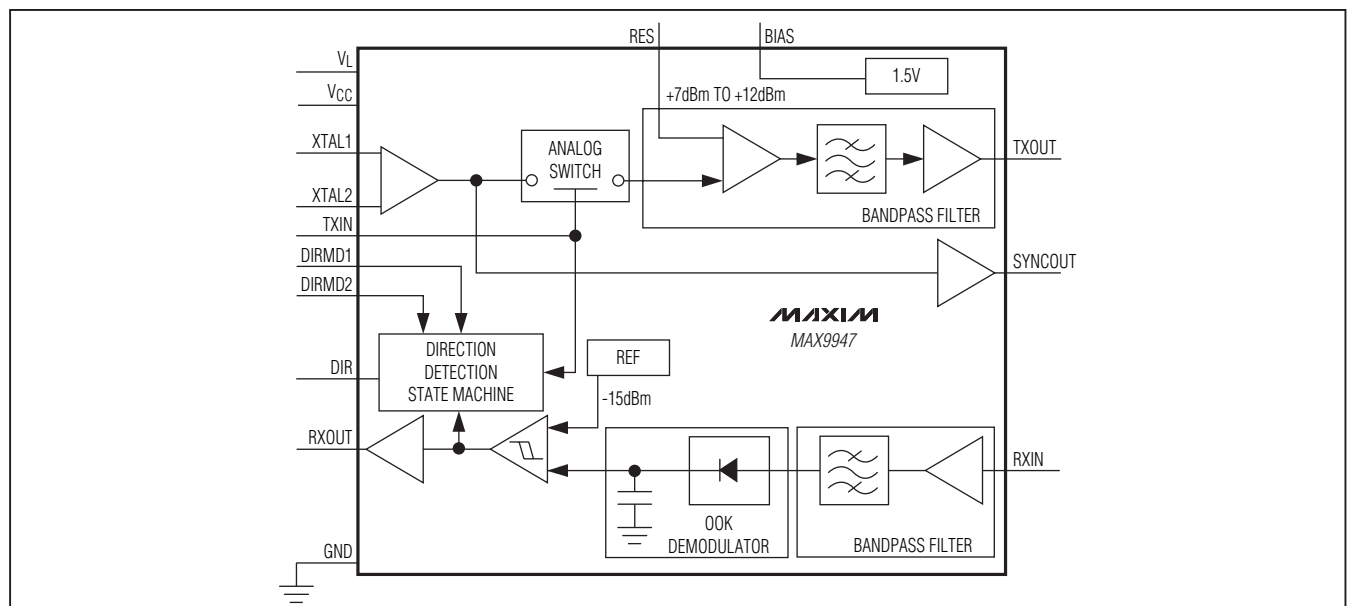 RES
BIAS
VL
1.5V
VCC
+7dBm TO +12dBm
XTAL1
ANALOG
SWITCH
TXOUT
XTAL2
BANDPASS FILTER
TXIN
DIRMD1
SYNCOUT
DIRMD2
MAXIM
MAX9947
DIRECTION
DETECTION
STATE MACHINE
REF
DIR
-15dBm
RXOUT
RXIN
OOK
DEMODULATOR
BANDPASS FILTER
GND